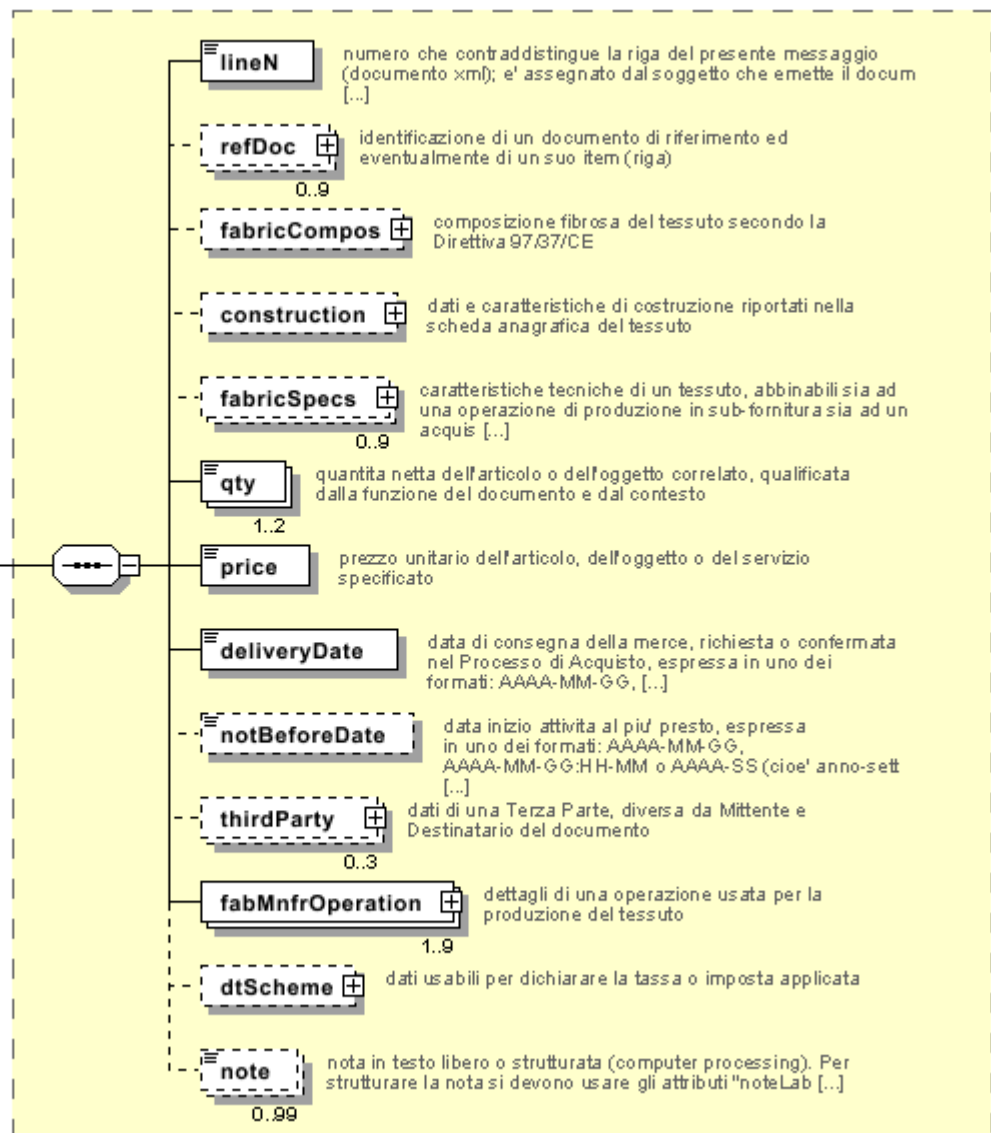 lineN
numero che contraddistingue la riga del presente messaggio
(documento xml); e' assegnato dal soggetto che emette il docum
[...]
refDoc
identificazione di un documento di riferimento ed
eventualmente di un suo item (riga)
0..9
fabricCompos
composizione fibrosa del tessuto secondo la
Direttiva 97/37/CE
construction
dati e caratteristiche di costruzione riportati nella
scheda anagrafica del tessuto
fabricSpecs
caratteristiche tecniche di un tessuto, abbinabili sia ad
una operazione di produzione in sub-fornitura sia ad un
acquis [...]
0..9
qty
quantita netta dell'articolo o dell'oggetto correlato, qualificata
dalla funzione del documento e dal contesto
1..2
price
prezzo unitario dell'articolo, dell'oggetto o del servizio
specificato
deliveryDate
data di consegna della merce, richiesta o confermata
nel Processo di Acquisto, espressa in uno dei
formati: AAAA-MM-GG, [...]
notBeforeDate
data inizio attivita al piu' presto, espressa
in uno dei formati: AAAA-MM-GG,
AAAA-MM-GG:HH-MM o AAAA-SS (cioe' anno-sett
[...]
thirdParty
dati di una Terza Parte, diversa da Mittente e
Destinatario del documento
0..3
fabMnfrOperation
dettagli di una operazione usata per la
produzione del tessuto
1..9
dtScheme
dati usabili per dichiarare la tassa o imposta applicata
note
nota in testo libero o strutturata (computer processing). Per
strutturare la nota si devono usare gli attributi "noteLab [...]
0..99